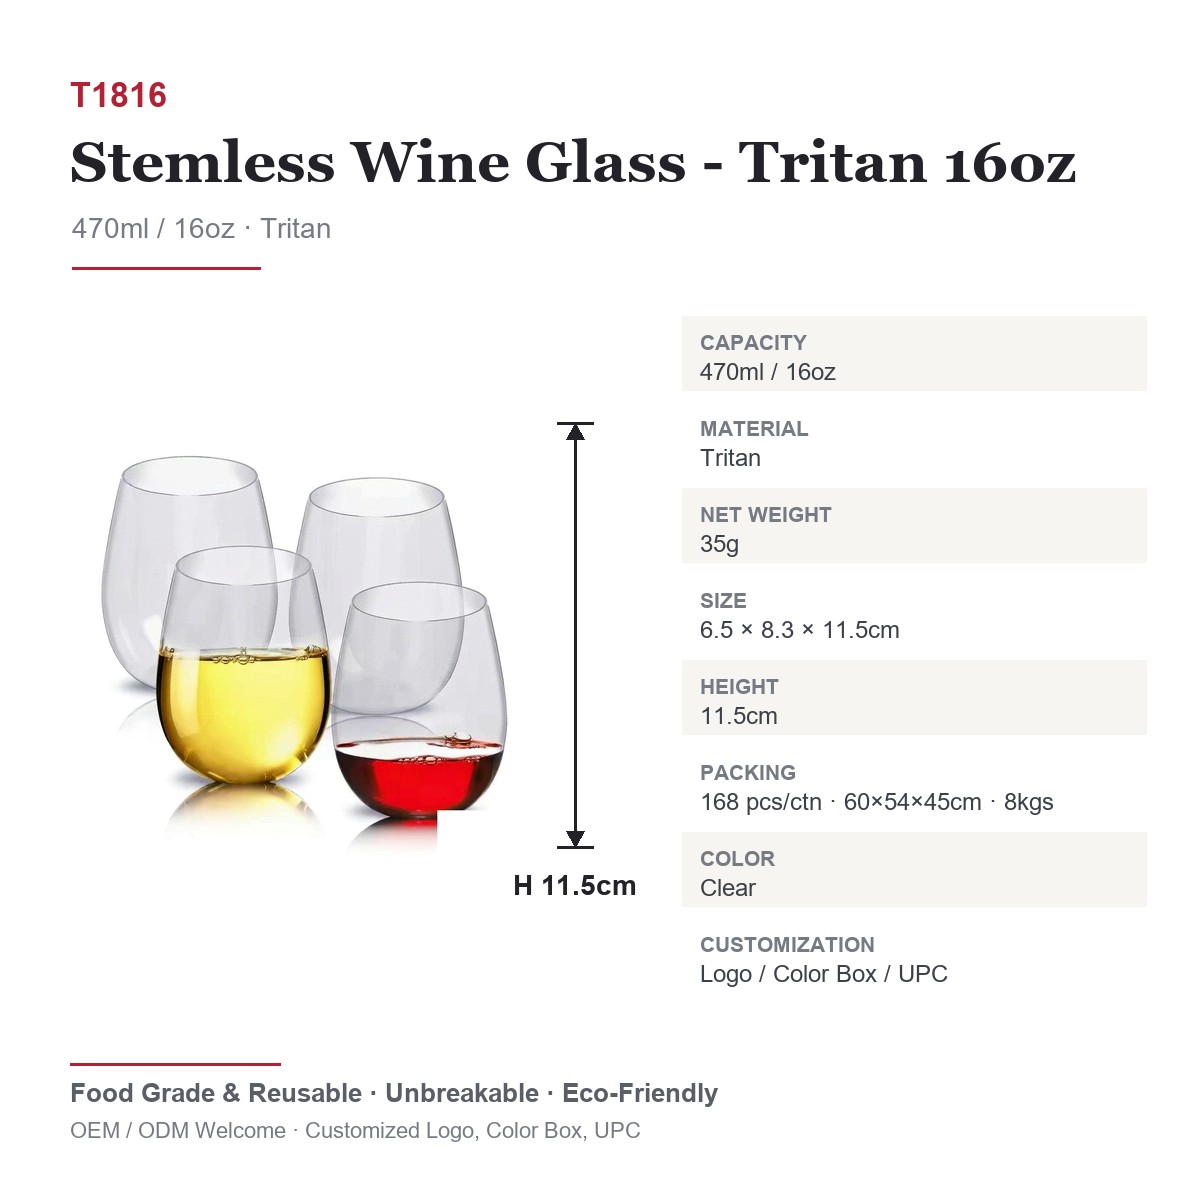 T1816
Stemless Wine Glass - Tritan 16oz
470ml / 16oz · Tritan
CAPACITY
470ml / 16oz
MATERIAL
Tritan
NET WEIGHT
35g
SIZE
6.5 × 8.3 × 11.5cm
HEIGHT
11.5cm
PACKING
168 pcs/ctn · 60×54×45cm · 8kgs
COLOR
Clear
CUSTOMIZATION
Logo / Color Box / UPC
H 11.5cm
Food Grade & Reusable · Unbreakable · Eco-Friendly
OEM / ODM Welcome · Customized Logo, Color Box, UPC